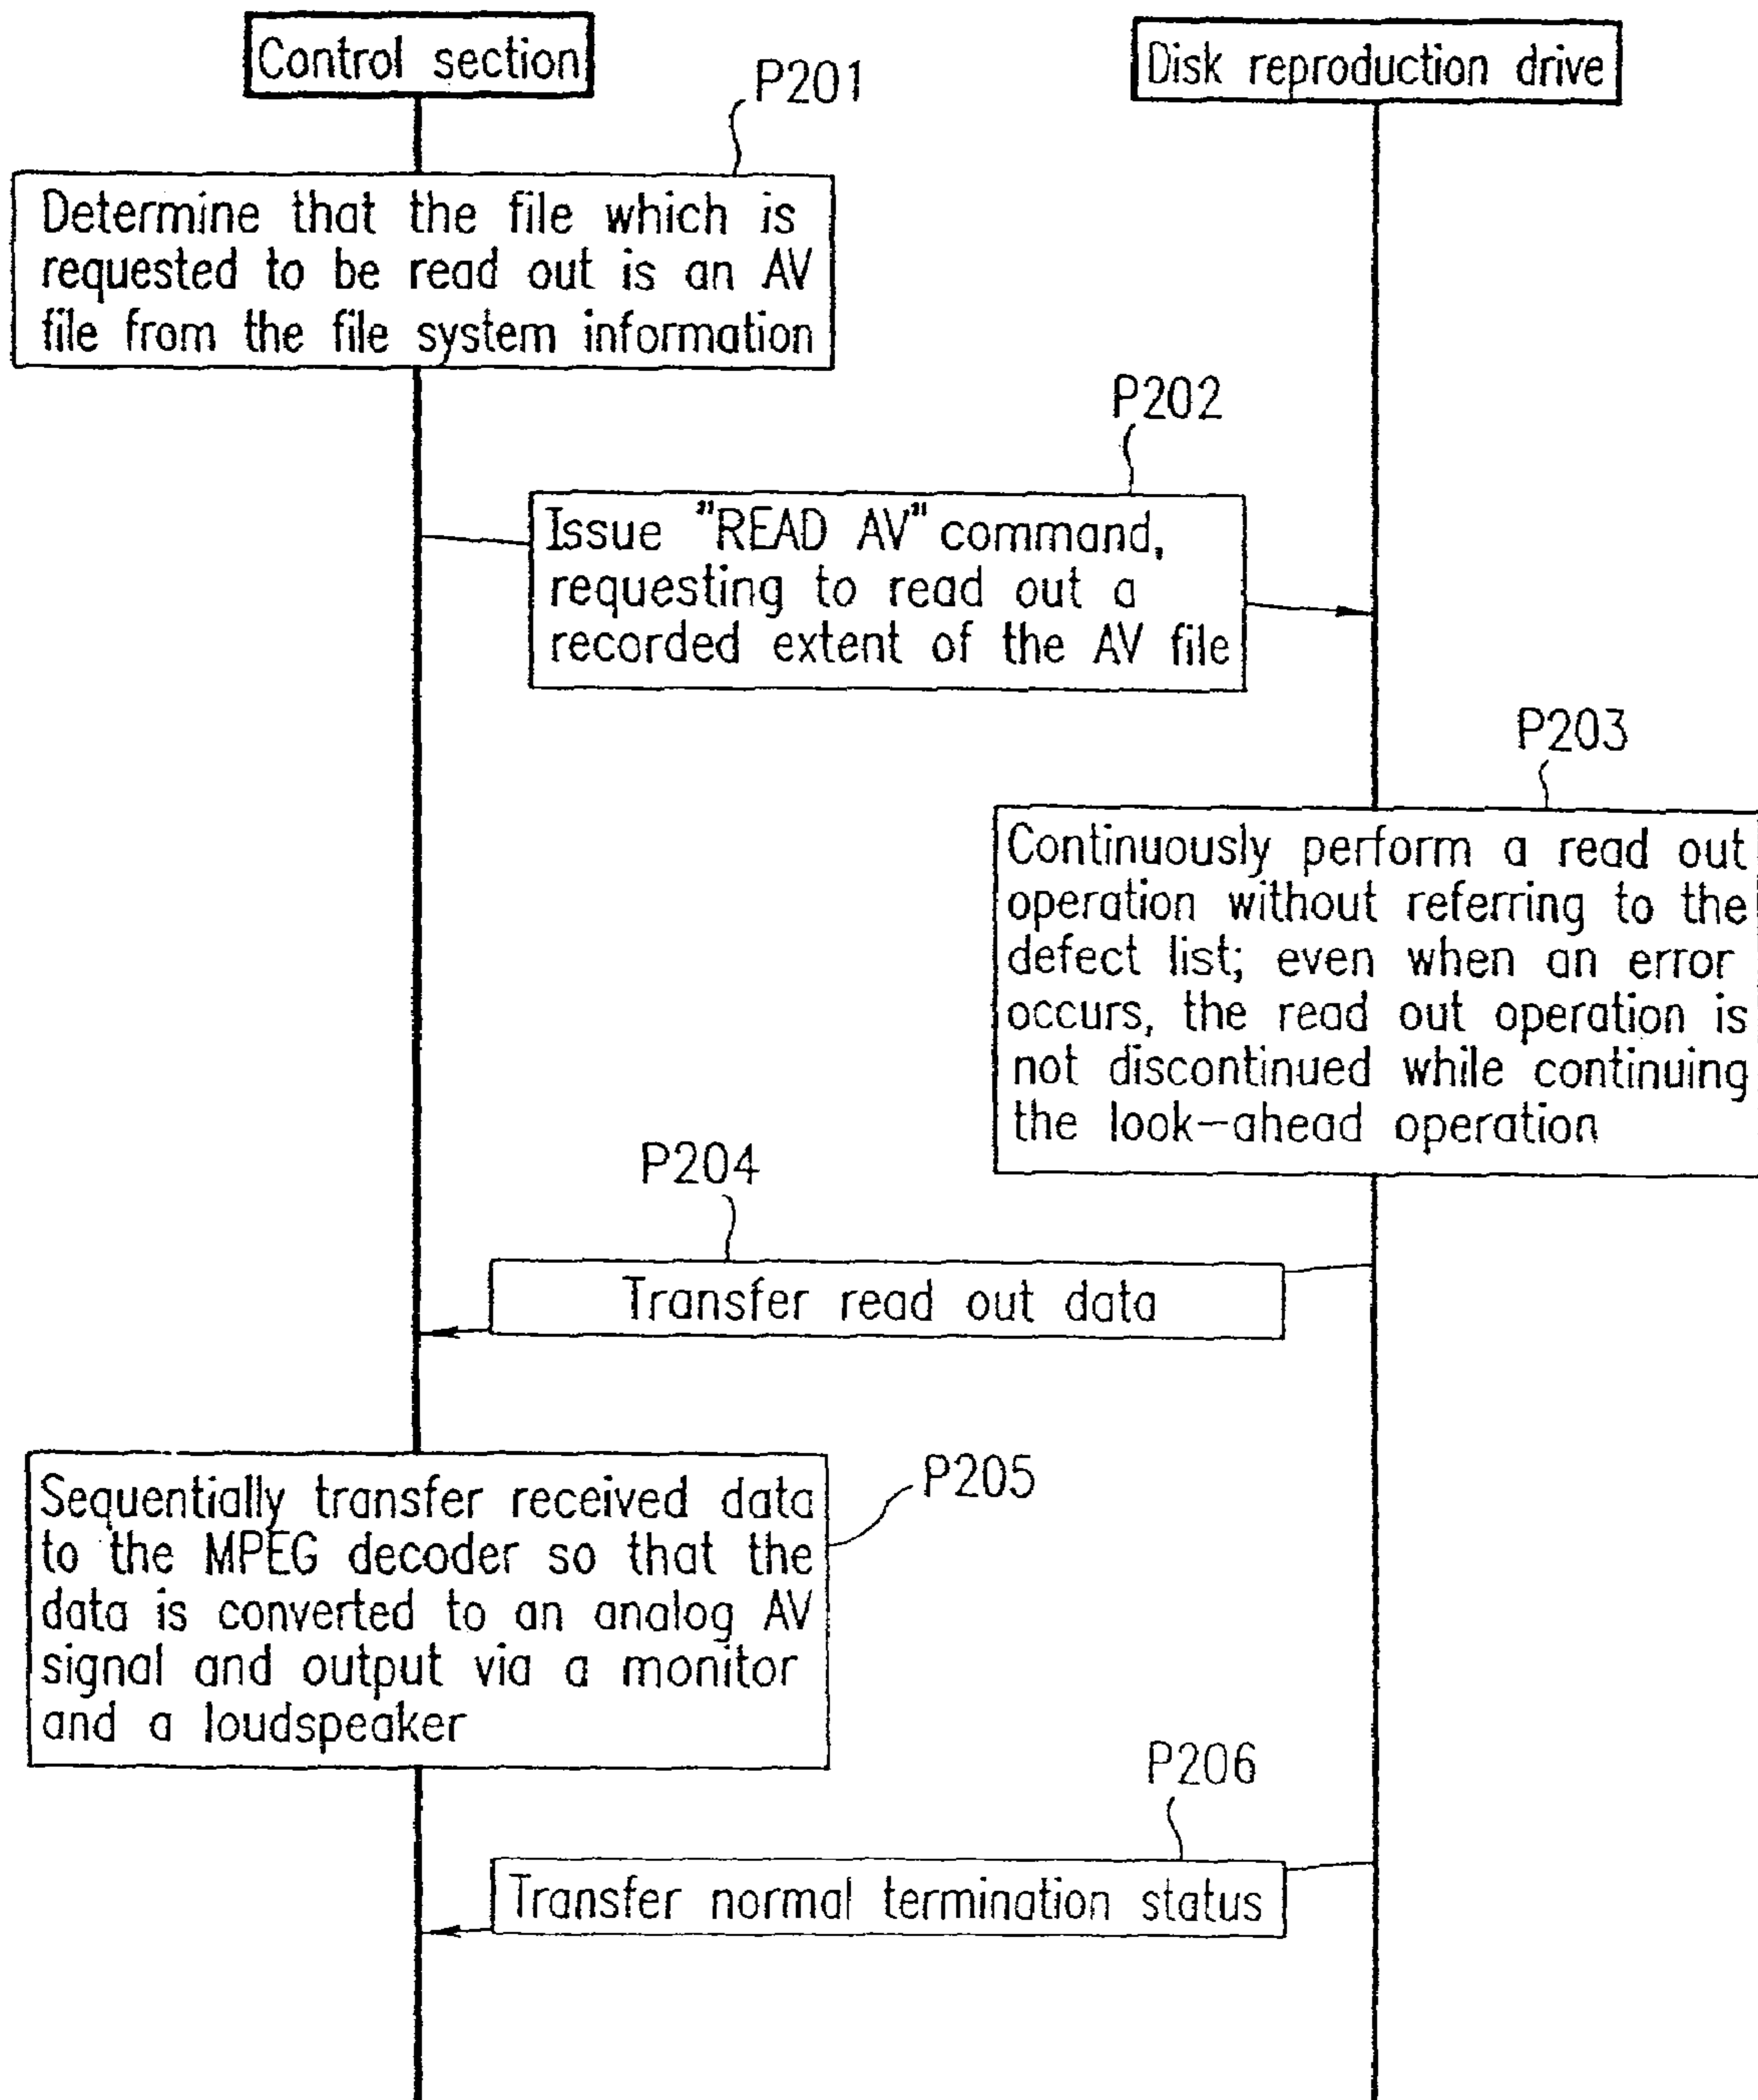 Control section
Disk reproduction drive
P201
Determine that the file which is
requested to be read out is an AV
file from the file system information
P202
Issue "READ AV" command,
requesting to read out a
recorded extent of the AV file
P203
Continuously perform a read out
operation without referring to the
defect list; even when an error
occurs, the read out operation is
not discontinued while continuing
the look-ahead operation
P204
Transfer read out data
P205
Sequentially transfer received data
to the MPEG decoder so that the
data is converted to an analog AV
signal and output via a monitor
and a loudspeaker
P206
Transfer normal termination status